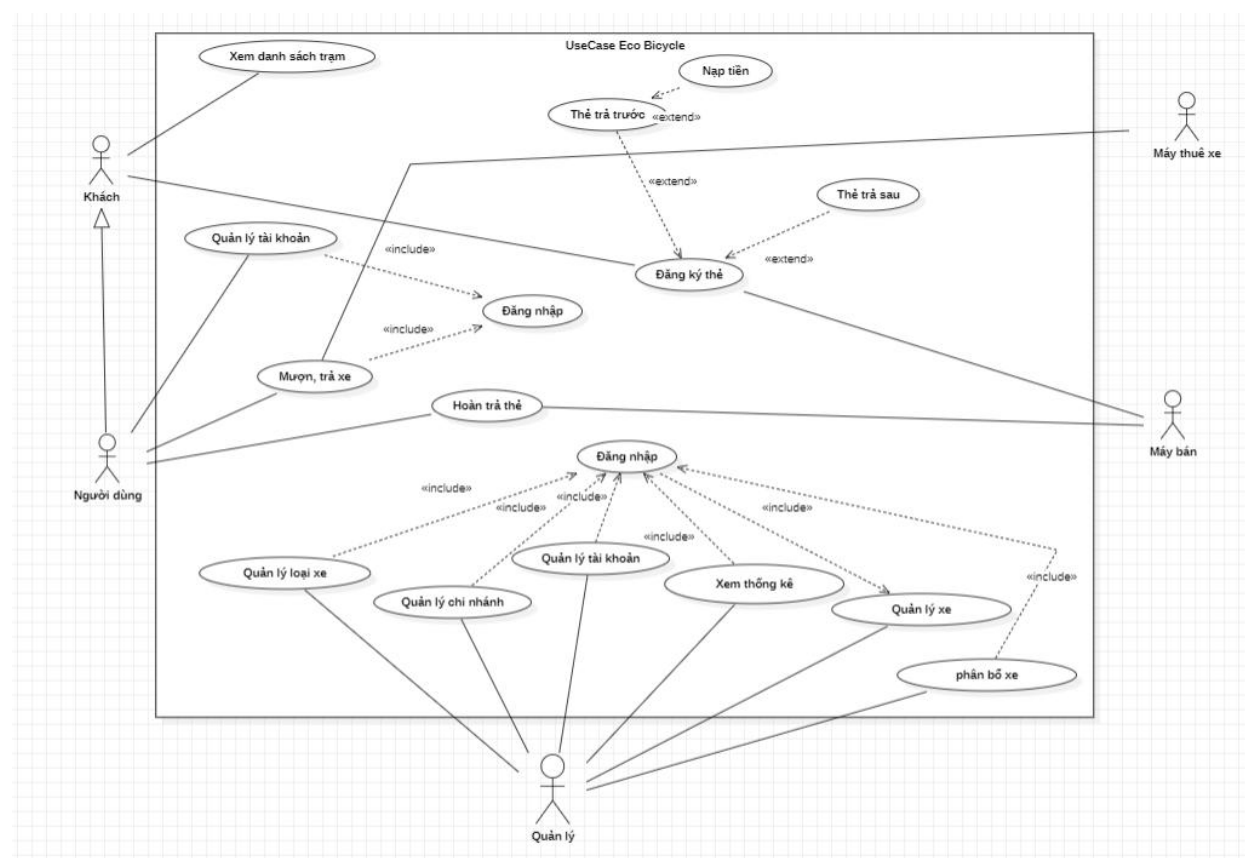 UseCase Eco Bicycle
Xem danh sách trạm
Nạp tiền
Thẻ trả trước
«extend»
Máy thuê xe
Khách
«extend»
Thẻ trả sau
Quản lý tài khoản
«include»
«extend»
Đăng ký thẻ
Đăng nhập
«include»
Mượn, trả xe
Hoàn trả thẻ
Máy bán
Đăng nhập
Người dùng
«include»
«include»
«include»
«include»
«include»
Quản lý tài khoản
Quản lý loại xe
Xem thống kê
«include»
Quản lý chi nhánh
Quản lý xe
phân bổ xe
Quản lý